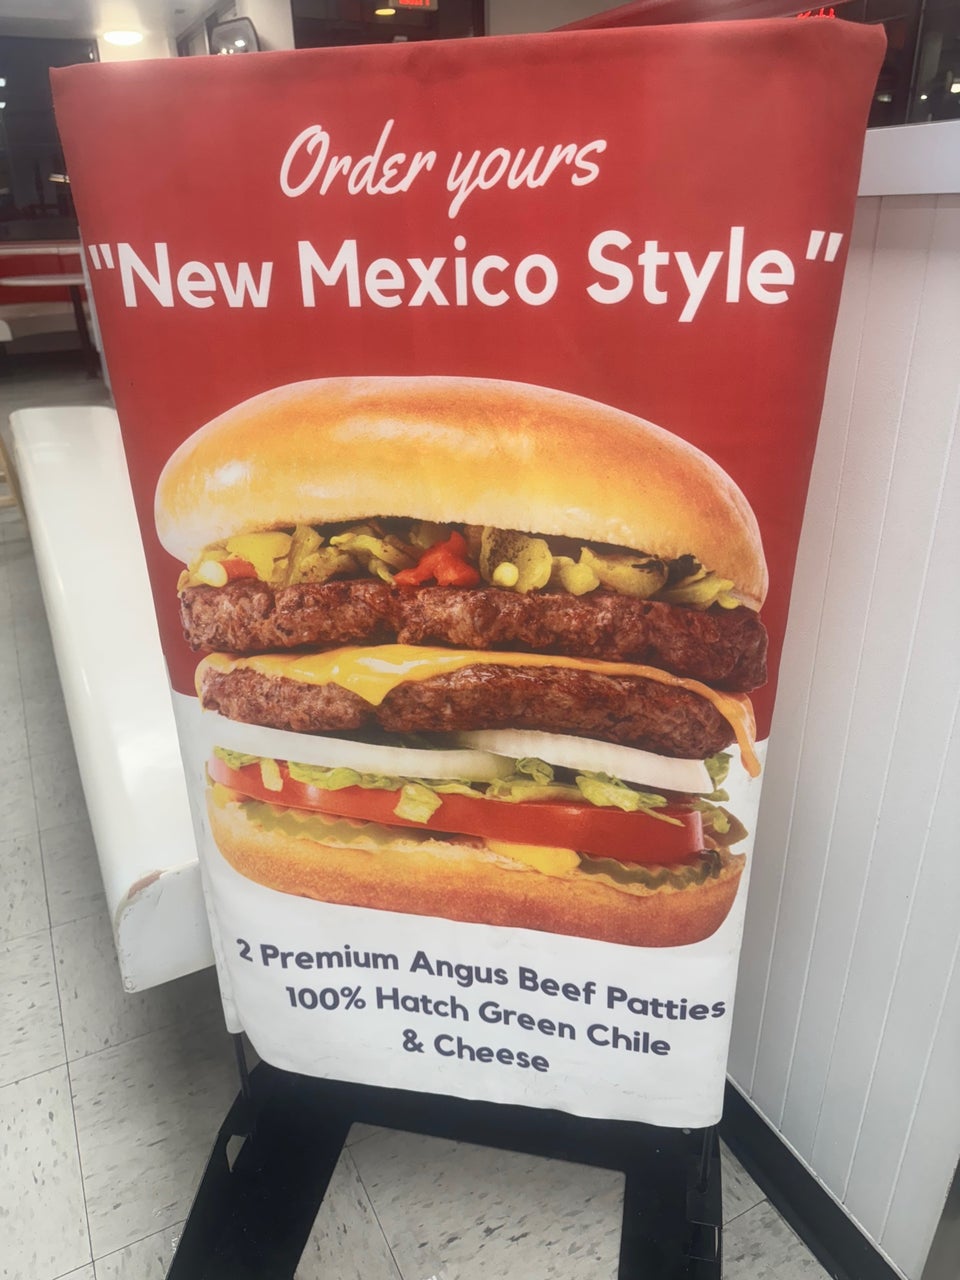 Order yours
"New Mexico Style"
2 Premium Angus Beef Patties
100% Hatch Green Chile
& Cheese